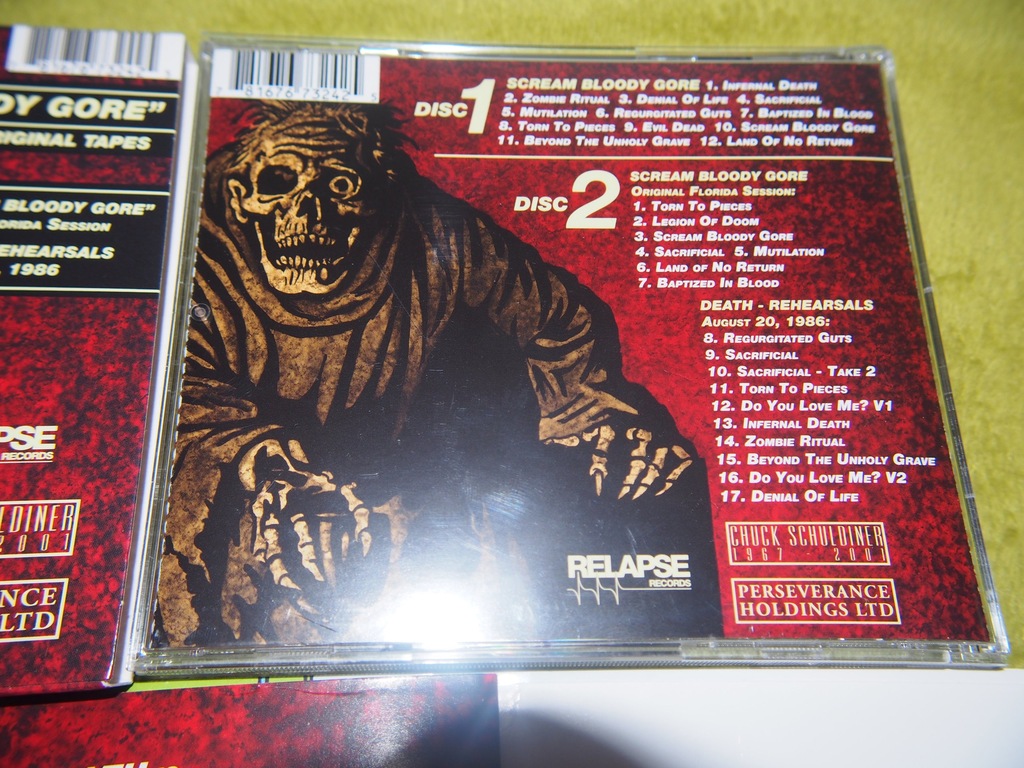 DY GORE”
IGINAL TAPES
BLOODY GORE”
ORIDA SESSION
EHEARSALS
, 1986
PSE
RECORDS
LDINER
2001
NCE
LTD
7 81676 73242 5
DISC 1
SCREAM BLOODY GORE 1. INFERNAL DEATH
2. ZOMBIE RITUAL 3. DENIAL OF LIFE 4. SACRIFICIAL
5. MUTILATION 6. REGURGITATED GUTS 7. BAPTIZED IN BLOOD
8. TORN TO PIECES 9. EVIL DEAD 10. SCREAM BLOODY GORE
11. BEYOND THE UNHOLY GRAVE 12. LAND OF NO RETURN
DISC 2
SCREAM BLOODY GORE
ORIGINAL FLORIDA SESSION:
1. TORN TO PIECES
2. LEGION OF DOOM
3. SCREAM BLOODY GORE
4. SACRIFICIAL 5. MUTILATION
6. LAND OF NO RETURN
7. BAPTIZED IN BLOOD
DEATH - REHEARSALS
AUGUST 20, 1986:
8. REGURGITATED GUTS
9. SACRIFICIAL
10. SACRIFICIAL - TAKE 2
11. TORN TO PIECES
12. DO YOU LOVE ME? V1
13. INFERNAL DEATH
14. ZOMBIE RITUAL
15. BEYOND THE UNHOLY GRAVE
16. DO YOU LOVE ME? V2
17. DENIAL OF LIFE
RELAPSE
RECORDS
CHUCK SCHULDINER
1967 - 2001
PERSEVERANCE
HOLDINGS LTD